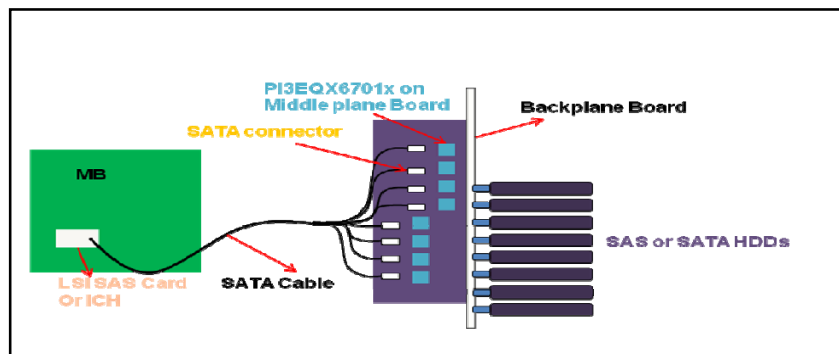 PI3EQX6701x on
Middle plane Board
Backplane Board
SATA connector
MB
SAS or SATA HDDs
LSI SAS Card
Or ICH
SATA Cable